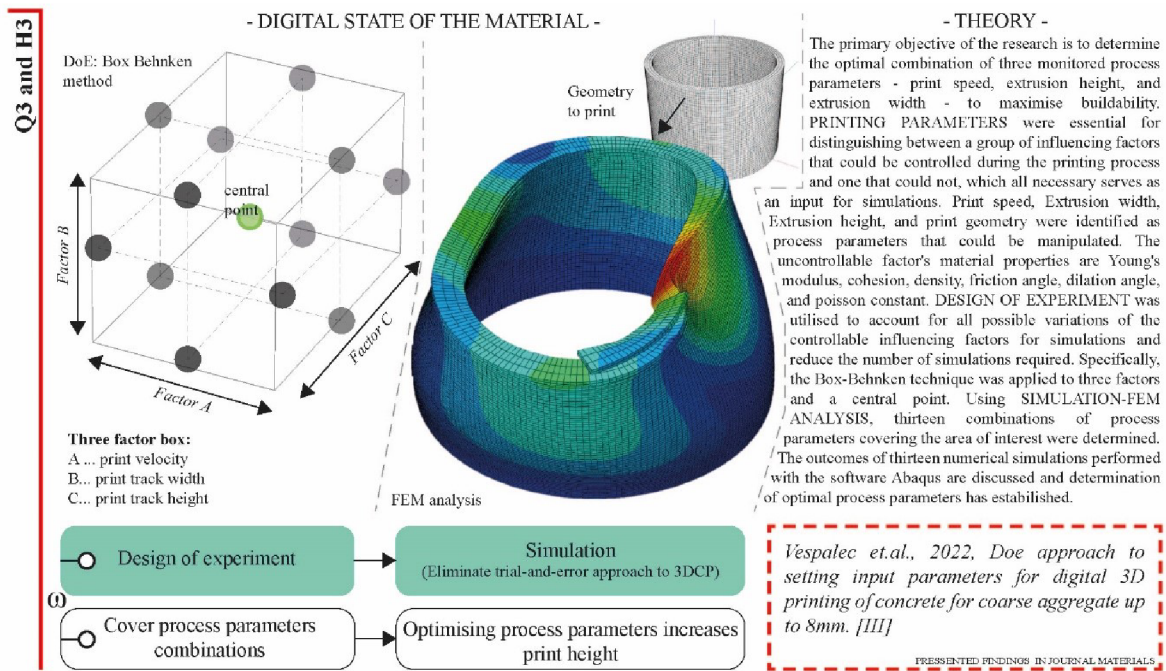 Q3 and H3
- DIGITAL STATE OF THE MATERIAL -
DoE: Box Behnken
method
central
point
Factor B
Factor A
Factor C
Three factor box:
A ... print velocity
B... print track width
C... print track height
Geometry
to print
FEM analysis
- THEORY -
The primary objective of the research is to determine
the optimal combination of three monitored process
parameters - print speed, extrusion height, and
extrusion width - to maximise buildability.
PRINTING PARAMETERS were essential for
distinguishing between a group of influencing factors
that could be controlled during the printing process
and one that could not, which all necessary serves as
an input for simulations. Print speed, Extrusion width,
Extrusion height, and print geometry were identified as
process parameters that could be manipulated. The
uncontrollable factor's material properties are Young's
modulus, cohesion, density, friction angle, dilation angle,
and poisson constant. DESIGN OF EXPERIMENT was
utilised to account for all possible variations of the
controllable influencing factors for simulations and
reduce the number of simulations required. Specifically,
the Box-Behnken technique was applied to three factors
and a central point. Using SIMULATION-FEM
ANALYSIS, thirteen combinations of process
parameters covering the area of interest were determined.
The outcomes of thirteen numerical simulations performed
with the software Abaqus are discussed and determination
of optimal process parameters has estabilished.
Design of experiment
Simulation
(Eliminate trial-and-error approach to 3DCP)
ω
Cover process parameters
combinations
Optimising process parameters increases
print height
Vespalec et.al., 2022, Doe approach to
setting input parameters for digital 3D
printing of concrete for coarse aggregate up
to 8mm. [III]
PRESSENTED FINDINGS IN JOURNAL MATERIALS